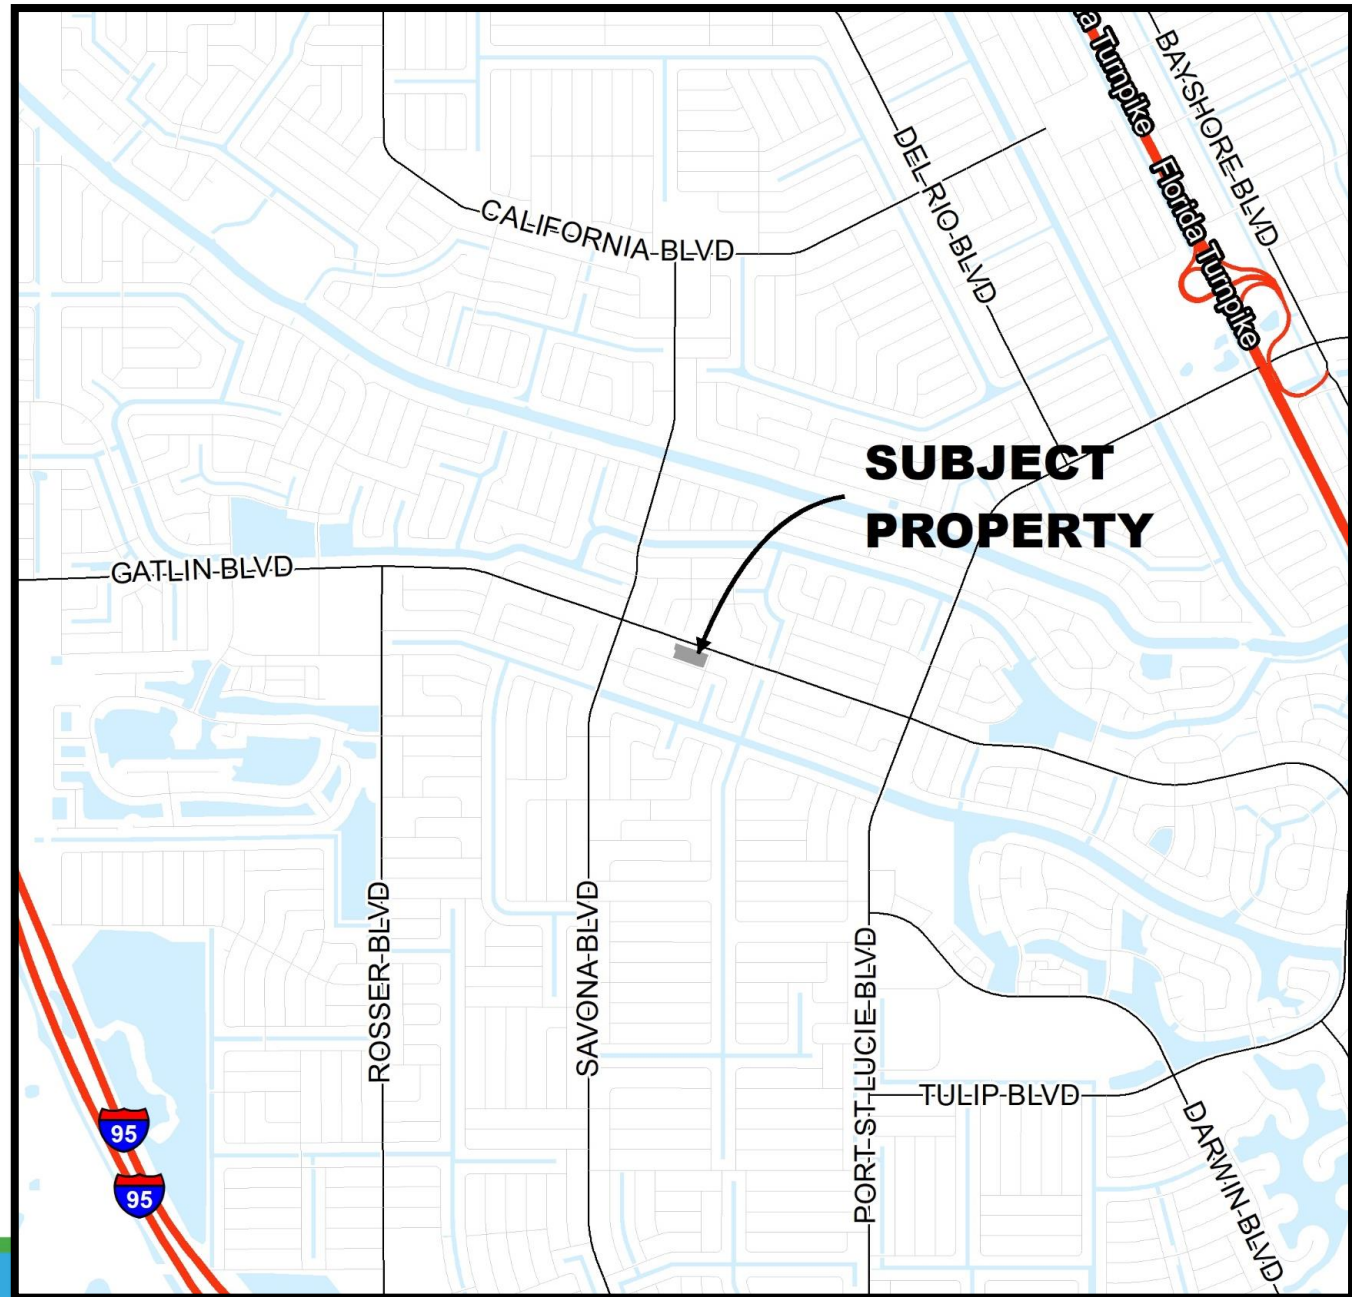 a Turnpike
BAYSHORE BLVD
DEL RIO BLVD
Florida Turnpike
CALIFORNIA BLVD
SUBJECT
PROPERTY
GATLIN BLVD
ROSSER BLVD
SAVONA BLVD
PORT ST LUCIE BLVD
TULIP BLVD
DARWIN BLVD
95
95